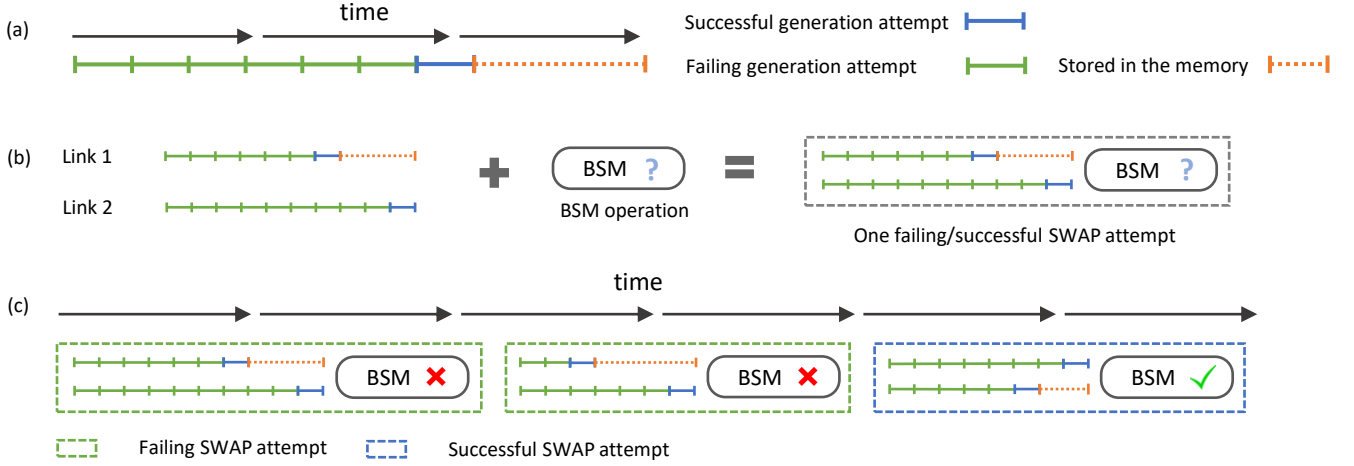 (a)
time
Successful generation attempt
Failing generation attempt
Stored in the memory
(b)
Link 1
Link 2
BSM ?
BSM operation
BSM ?
One failing/successful SWAP attempt
(c)
time
BSM
BSM
BSM
Failing SWAP attempt
Successful SWAP attempt